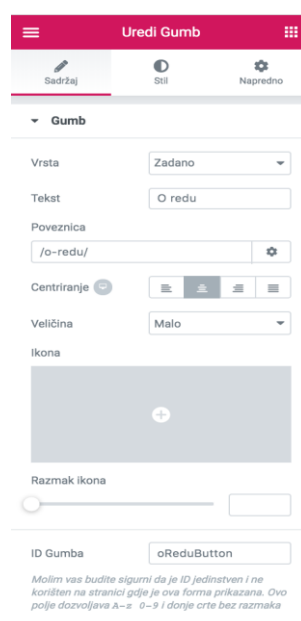 Uredi Gumb
Sadržaj Stil Napredno
Gumb
Vrsta Zadano
Tekst O redu
Poveznica
/o-redu/
Centriranje
Veličina Malo
Ikona
Razmak ikona
ID Gumba oReduButton
Molim vas budite sigurni da je ID jedinstven i ne
korišten na stranici gdje je ova forma prikazana. Ovo
polje dozvoljava A-z 0-9 i donje crte bez razmaka